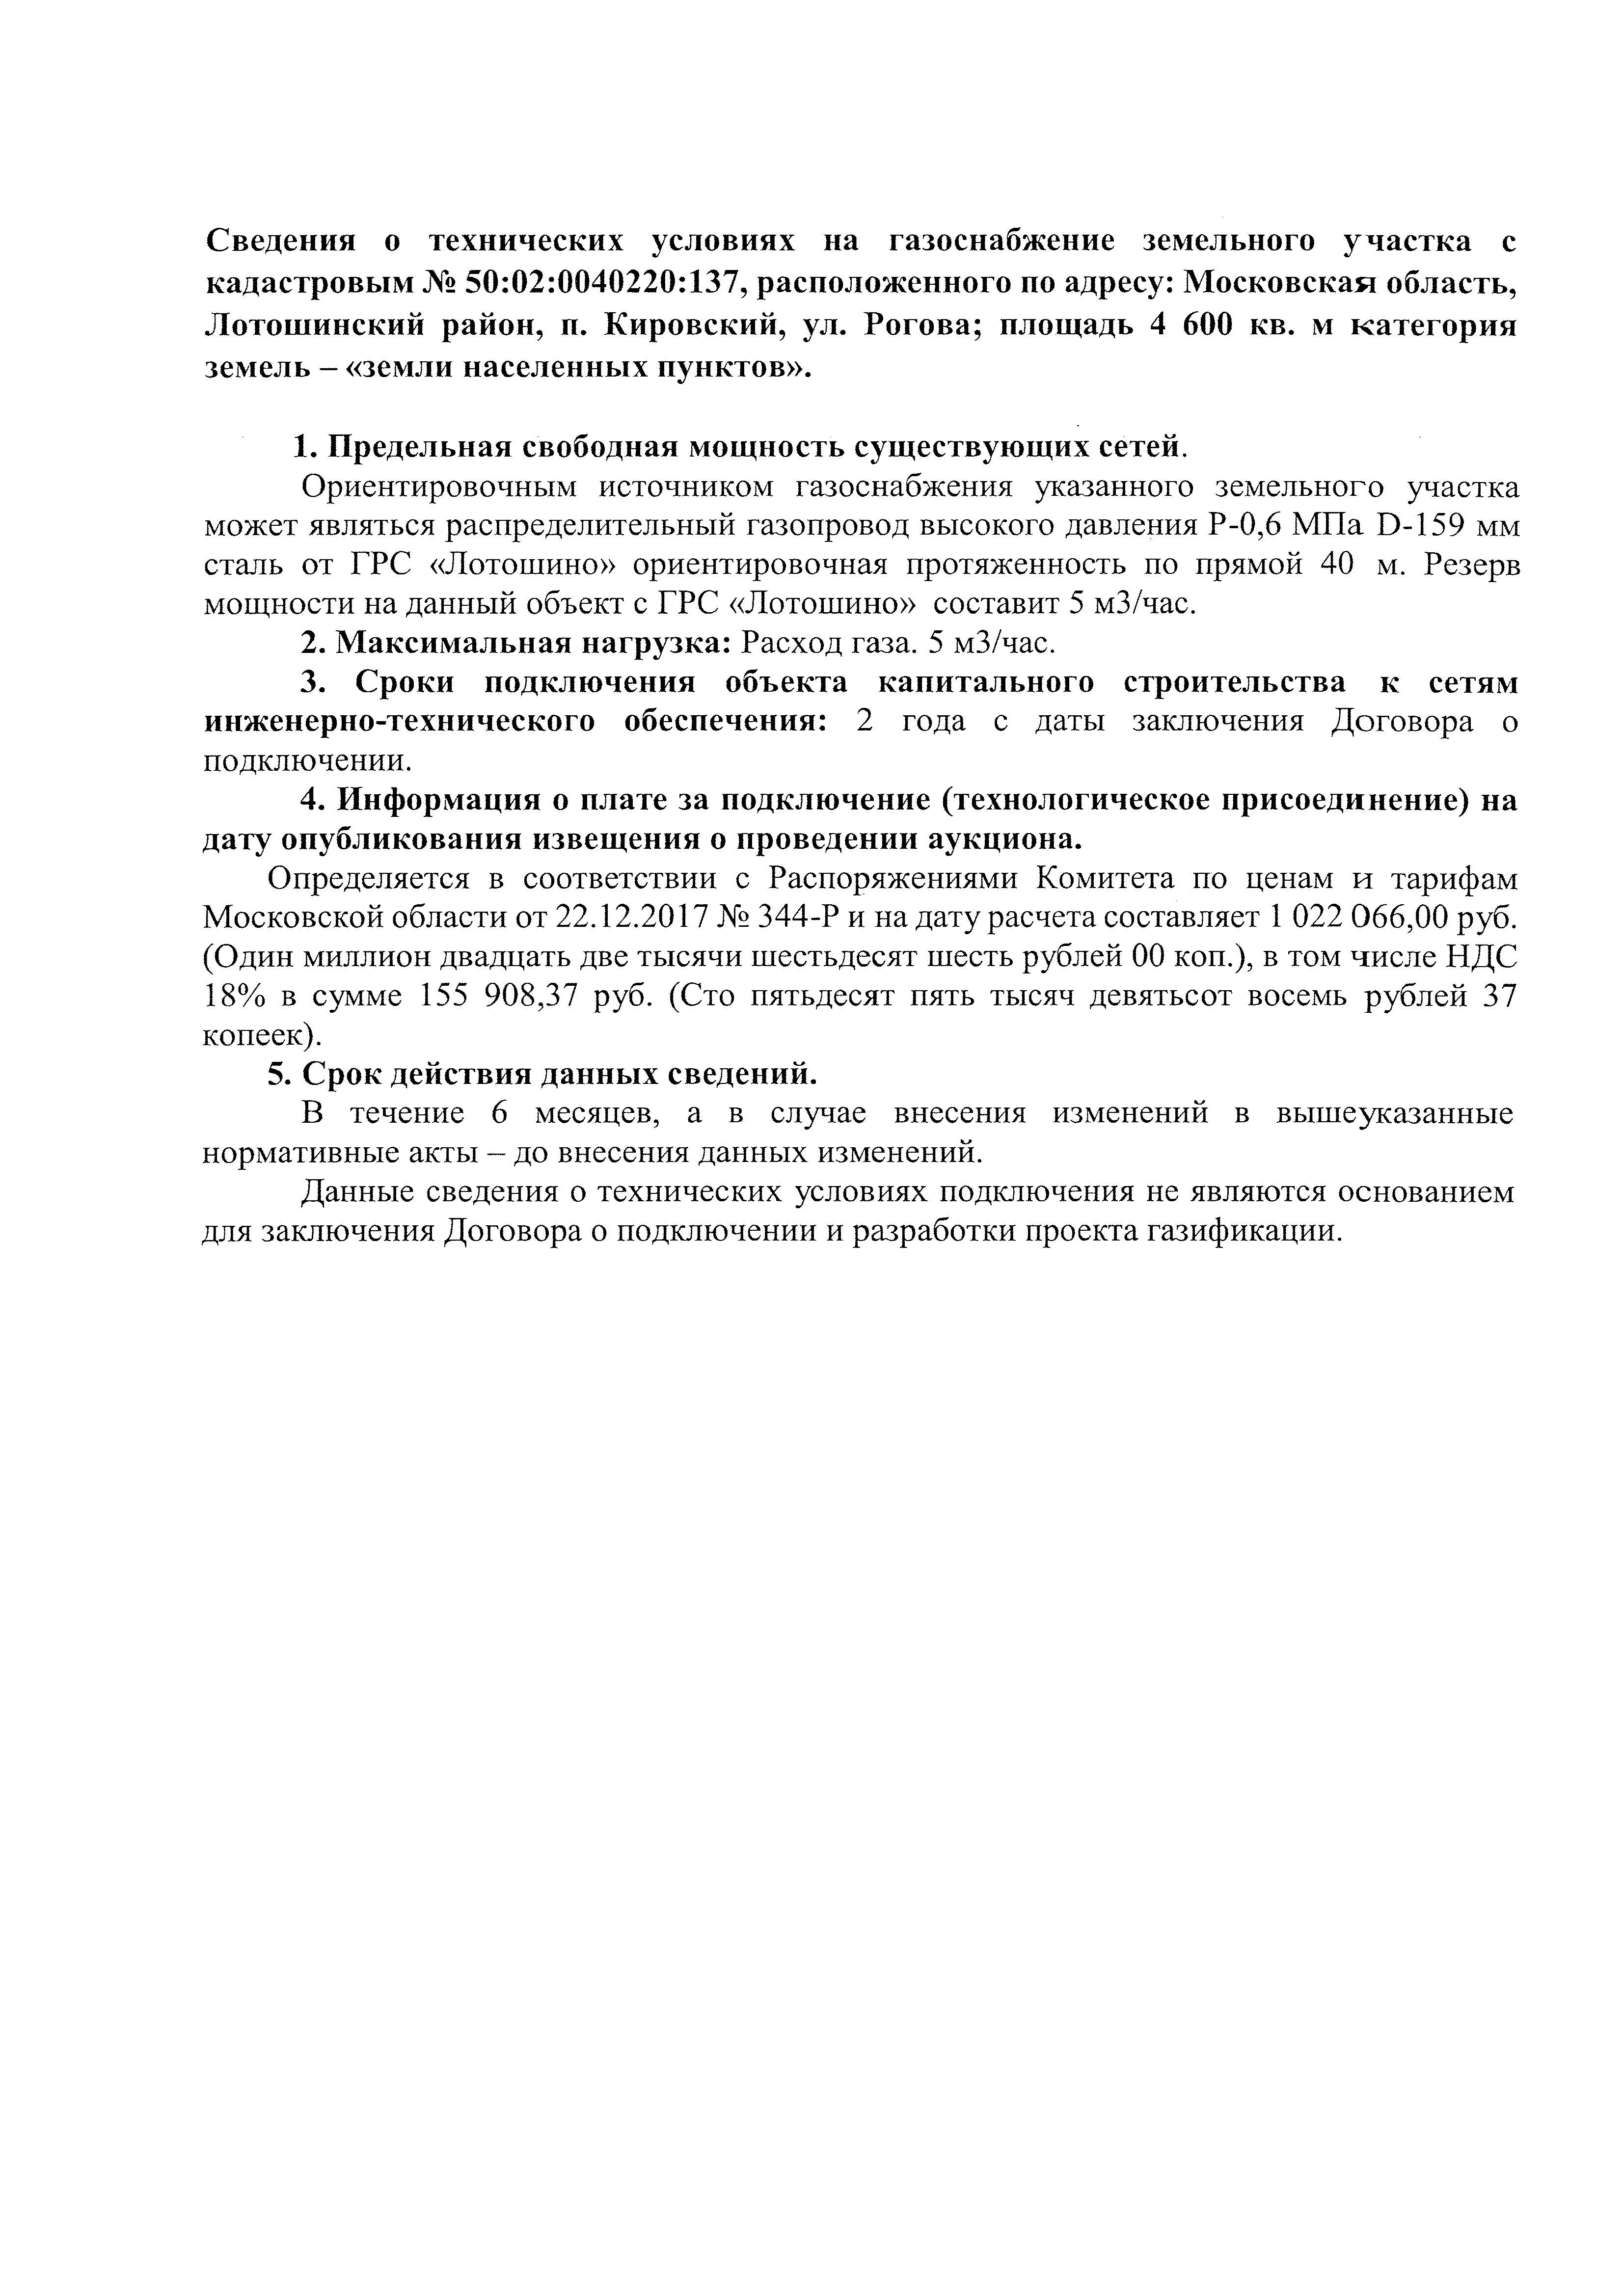 Сведения о технических условиях на газоснабжение земельного участка с
кадастровым № 50:02:0040220:137, расположенного по адресу: Московская область,
Лотошинский район, п. Кировский, ул. Рогова; площадь 4 600 кв. м категория
земель – «земли населенных пунктов».
1. Предельная свободная мощность существующих сетей.
Ориентировочным источником газоснабжения указанного земельного участка
может являться распределительный газопровод высокого давления P-0,6 МПа D-159 мм
сталь от ГРС «Лотошино» ориентировочная протяженность по прямой 40 м. Резерв
мощности на данный объект с ГРС «Лотошино» составит 5 м3/час.
2. Максимальная нагрузка: Расход газа. 5 м3/час.
3. Сроки подключения объекта капитального строительства к сетям
инженерно-технического обеспечения: 2 года с даты заключения Договора о
подключении.
4. Информация о плате за подключение (технологическое присоединение) на
дату опубликования извещения о проведении аукциона.
Определяется в соответствии с Распоряжениями Комитета по ценам и тарифам
Московской области от 22.12.2017 № 344-Р и на дату расчета составляет 1 022 066,00 руб.
(Один миллион двадцать две тысячи шестьдесят шесть рублей 00 коп.), в том числе НДС
18% в сумме 155 908,37 руб. (Сто пятьдесят пять тысяч девятьсот восемь рублей 37
копеек).
5. Срок действия данных сведений.
В течение 6 месяцев, а в случае внесения изменений в вышеуказанные
нормативные акты – до внесения данных изменений.
Данные сведения о технических условиях подключения не являются основанием
для заключения Договора о подключении и разработки проекта газификации.